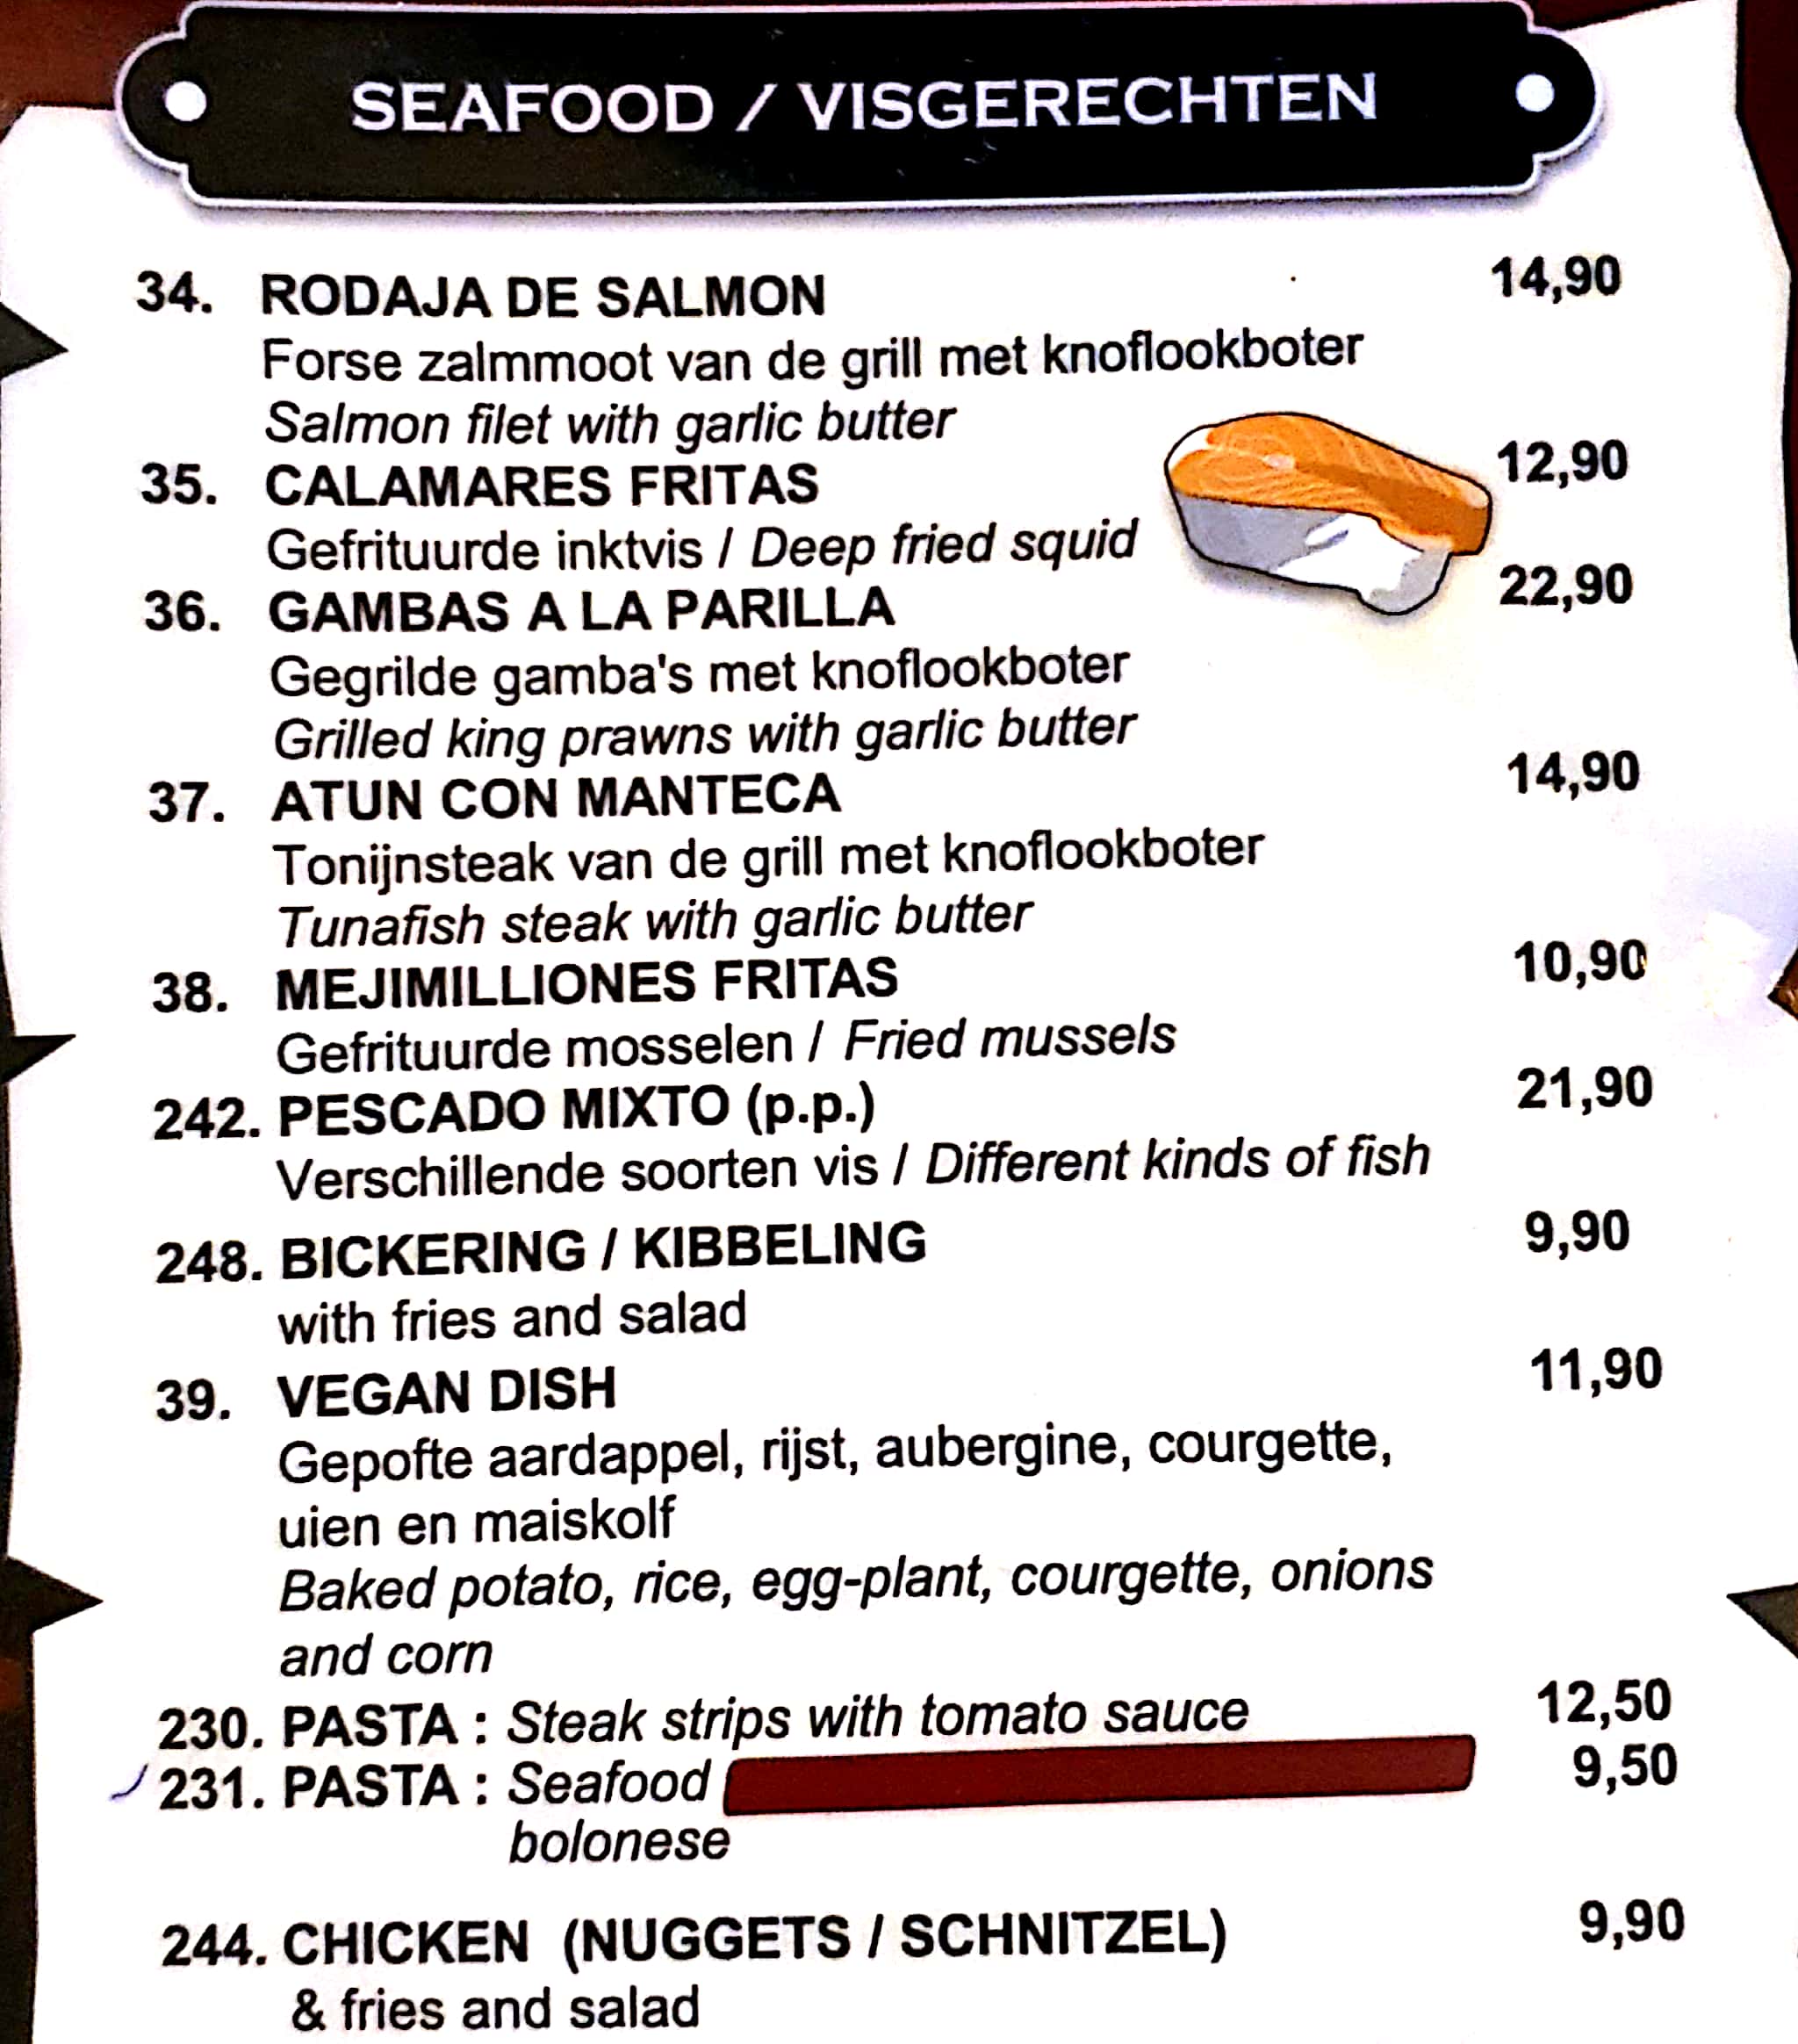 SEAFOOD / VISGERECHTEN
34. RODAJA DE SALMON 14,90
Forse zalmmoot van de grill met knoflookboter
Salmon filet with garlic butter
35. CALAMARES FRITAS 12,90
Gefrituurde inktvis / Deep fried squid
36. GAMBAS A LA PARILLA 22,90
Gegrilde gamba's met knoflookboter
Grilled king prawns with garlic butter
37. ATUN CON MANTECA 14,90
Tonijnsteak van de grill met knoflookboter
Tunafish steak with garlic butter
38. MEJIMILLIONES FRITAS 10,90
Gefrituurde mosselen / Fried mussels
242. PESCADO MIXTO (p.p.) 21,90
Verschillende soorten vis / Different kinds of fish
248. BICKERING / KIBBELING 9,90
with fries and salad
39. VEGAN DISH 11,90
Gepofte aardappel, rijst, aubergine, courgette,
uien en maiskolf
Baked potato, rice, egg-plant, courgette, onions
and corn
230. PASTA : Steak strips with tomato sauce 12,50
231. PASTA : Seafood 9,50
bolonese
244. CHICKEN (NUGGETS / SCHNITZEL) 9,90
& fries and salad